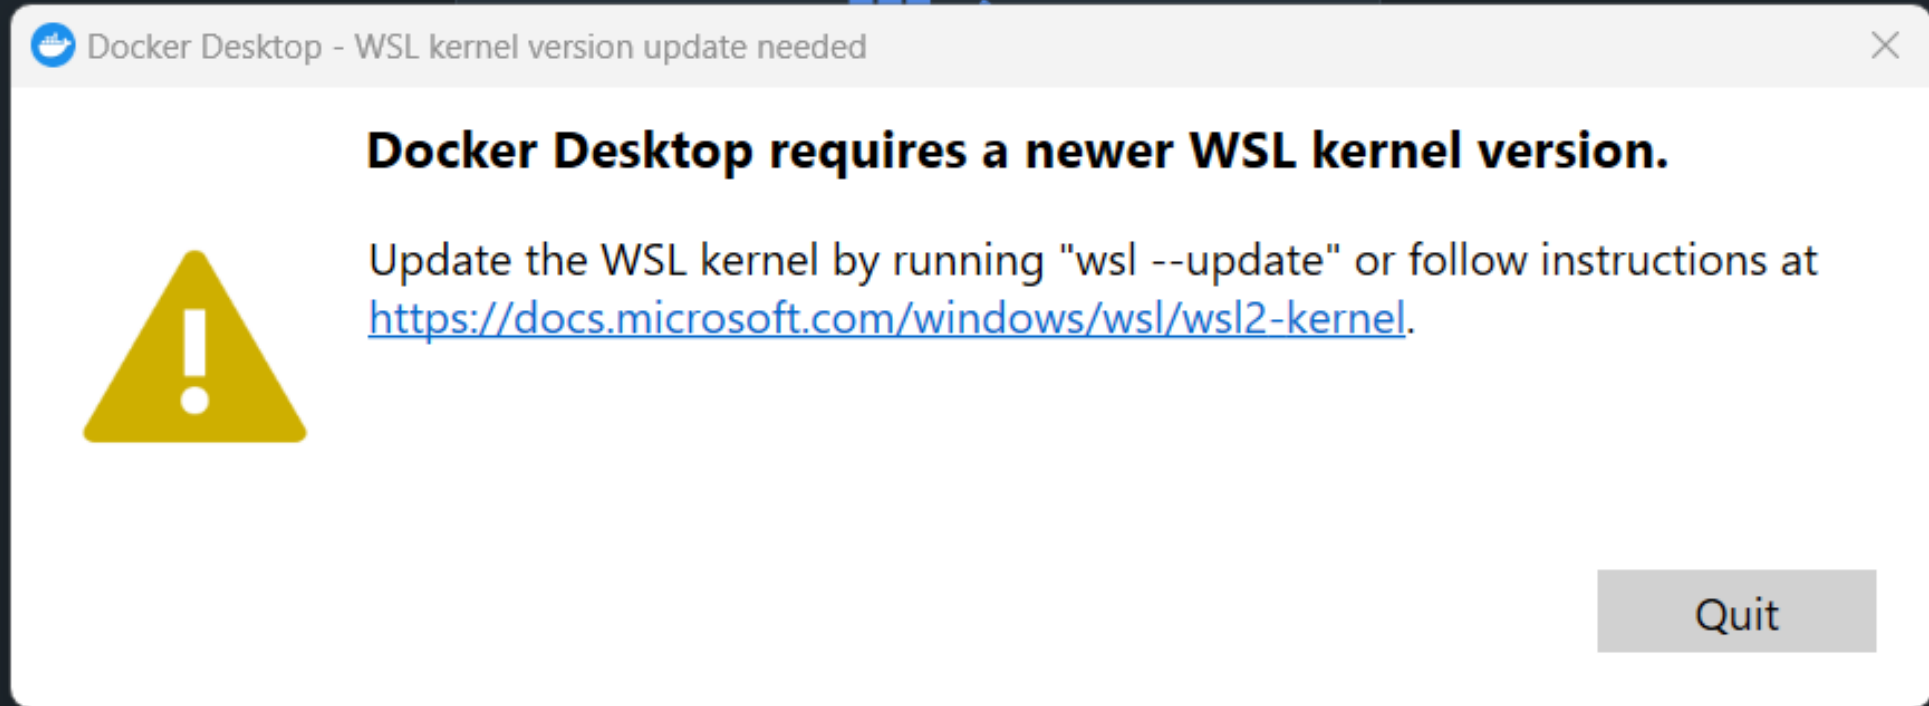 Docker Desktop - WSL kernel version update needed
Docker Desktop requires a newer WSL kernel version.
Update the WSL kernel by running "wsl --update" or follow instructions at
https://docs.microsoft.com/windows/wsl/wsl2-kernel.
Quit